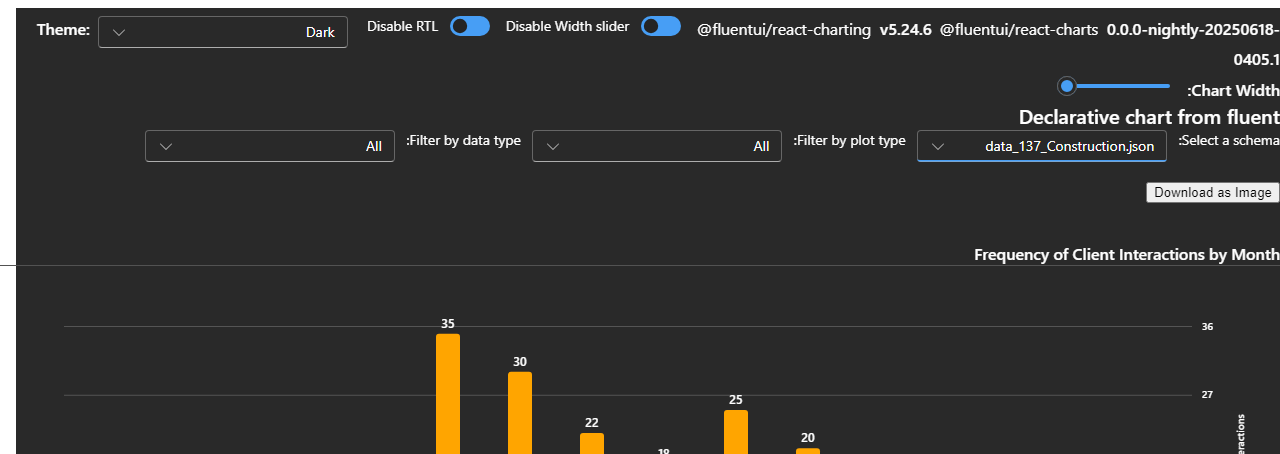 Theme: Dark Disable RTL Disable Width slider @fluentui/react-charting v5.24.6 @fluentui/react-charts 0.0.0-nightly-20250618-
0405.1
:Chart Width
Declarative chart from fluent
:Select a schema data_137_Construction.json :Filter by plot type All :Filter by data type All
Download as Image
Frequency of Client Interactions by Month
36
35
30
27
25
22
20
18